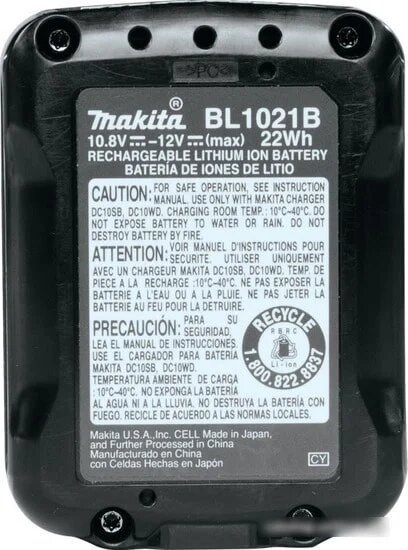 >PC<
makita® BL1021B
10.8V⎓-12V⎓(max) 22Wh
RECHARGEABLE LITHIUM ION BATTERY
BATERÍA DE IONES DE LITIO
CAUTION: FOR SAFE OPERATION, SEE INSTRUCTION
MANUAL. USE ONLY WITH MAKITA CHARGER
DC10SB, DC10WD. CHARGING ROOM TEMP.:10°C-40°C. DO
NOT EXPOSE BATTERY TO WATER OR RAIN. DO NOT
DESTROY BATTERY BY FIRE.
ATTENTION: VOIR MANUEL D'INSTRUCTIONS POUR
SECURITE. UTILISER UNIQUEMENT
AVEC UN CHARGEUR MAKITA DC10SB, DC10WD. TEMP. DE
PIECE A LA RECHARGE :10°C-40°C. NE PAS EXPOSER LA
BATTERIE A L'EAU OU A LA PLUIE. NE PAS JETER LA
BATTERIE AU FEU POUR LA DETRUIRE.
PRECAUCIÓN: PARA SU
SEGURIDAD,
LEA EL MANUAL DE INSTRUCCIONES.
USE EL CARGADOR PARA BATERÍA
MAKITA DC10SB, DC10WD.
TEMPERATURA AMBIENTE DE CARGA
:10°C-40°C. NO EXPONGA LA BATERÍA
AL AGUA NI A LA LLUVIA. NO DESTRUYA LA BATERÍA CON
FUEGO. RECICLE DE ACUERDO A LAS NORMAS LOCALES.
RECYCLE
RBRC
Li-ion
1.800.822.8837
Makita U.S.A., Inc. CELL Made in Japan,
and Further Processed in China
Manufacturado en China
con Celdas Hechas en Japón
CY